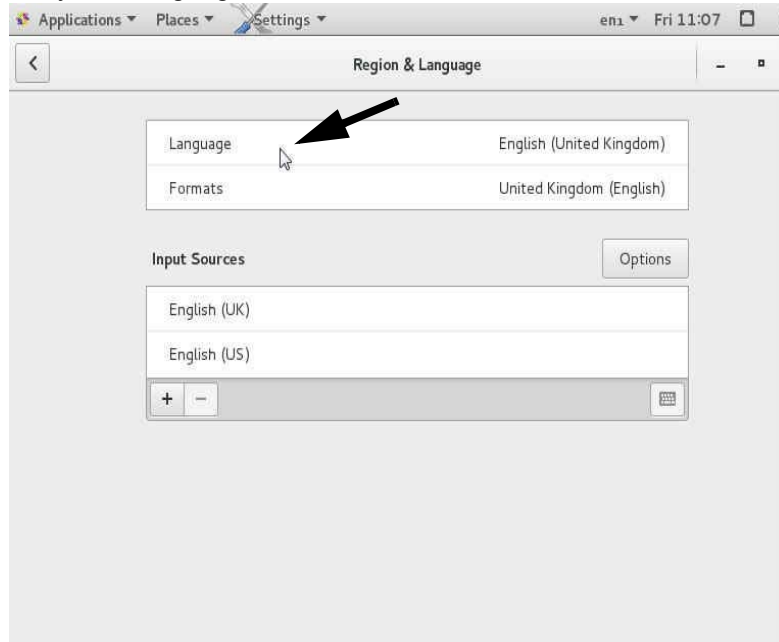 Applications Places Settings en1 Fri 11:07
Region & Language
Language English (United Kingdom)
Formats United Kingdom (English)
Input Sources Options
English (UK)
English (US)
+ −